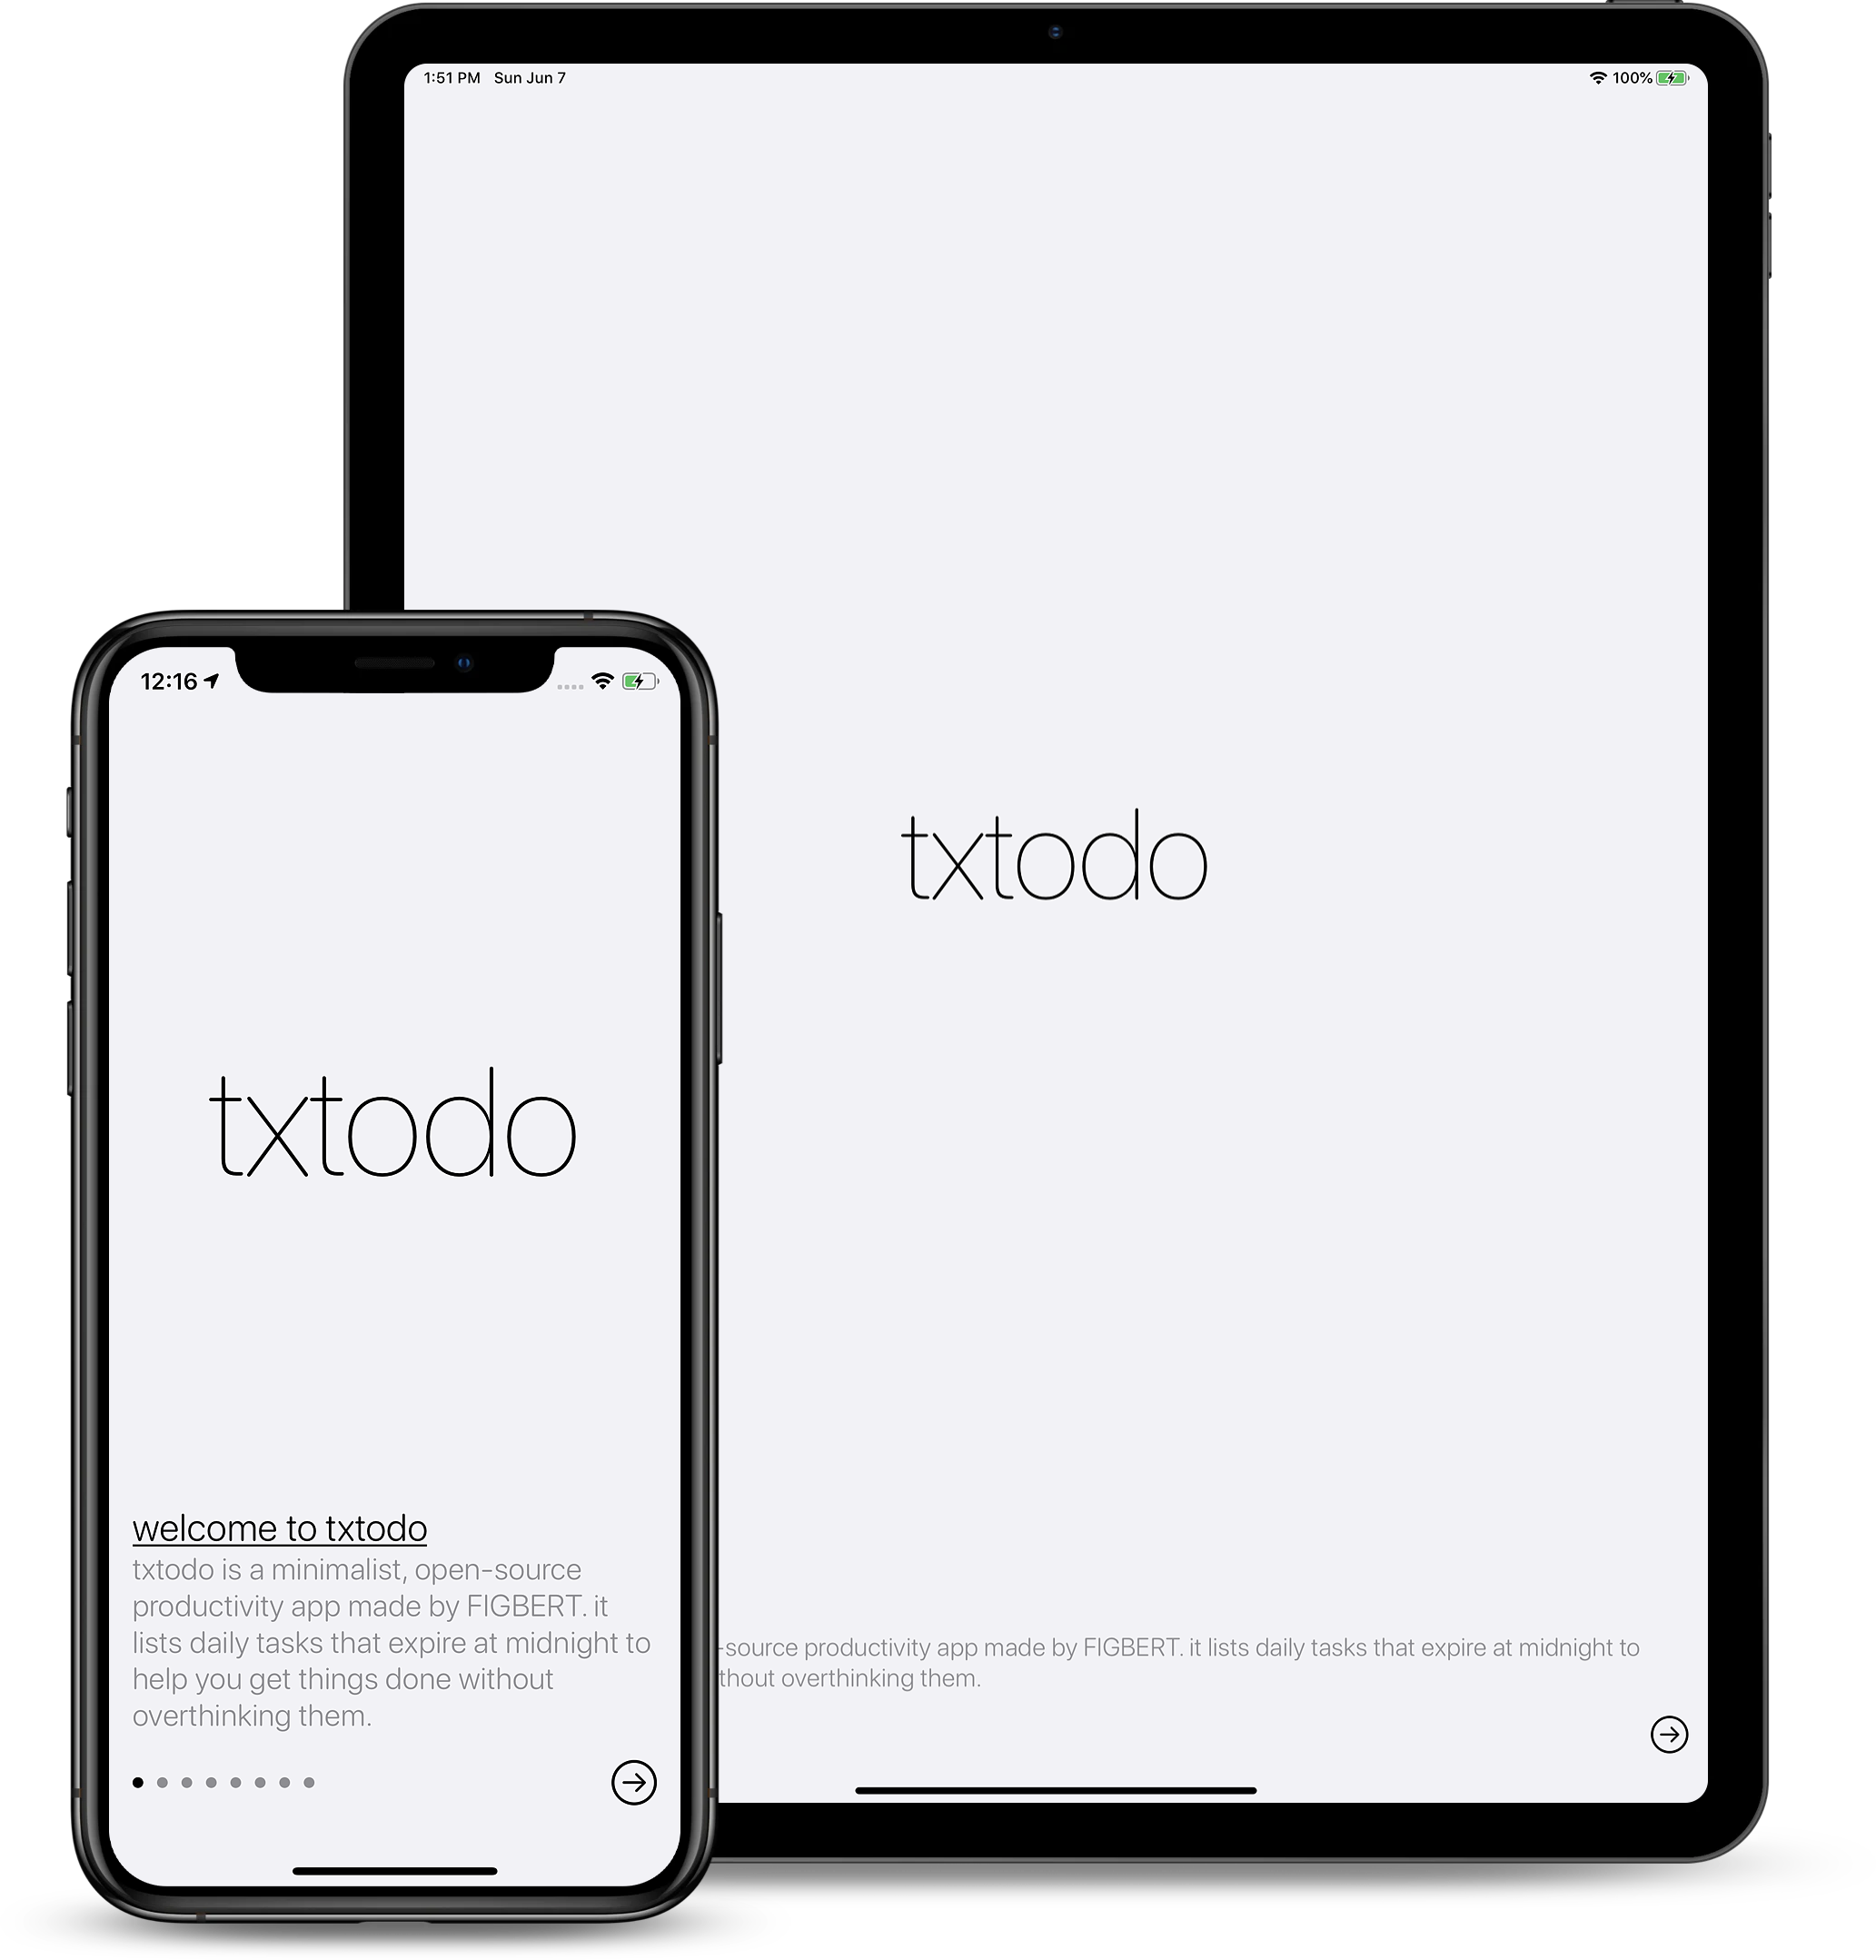 1:51 PM Sun Jun 7
100%
txtodo
-source productivity app made by FIGBERT. it lists daily tasks that expire at midnight to
thout overthinking them.
12:16
txtodo
welcome to txtodo
txtodo is a minimalist, open-source
productivity app made by FIGBERT. it
lists daily tasks that expire at midnight to
help you get things done without
overthinking them.